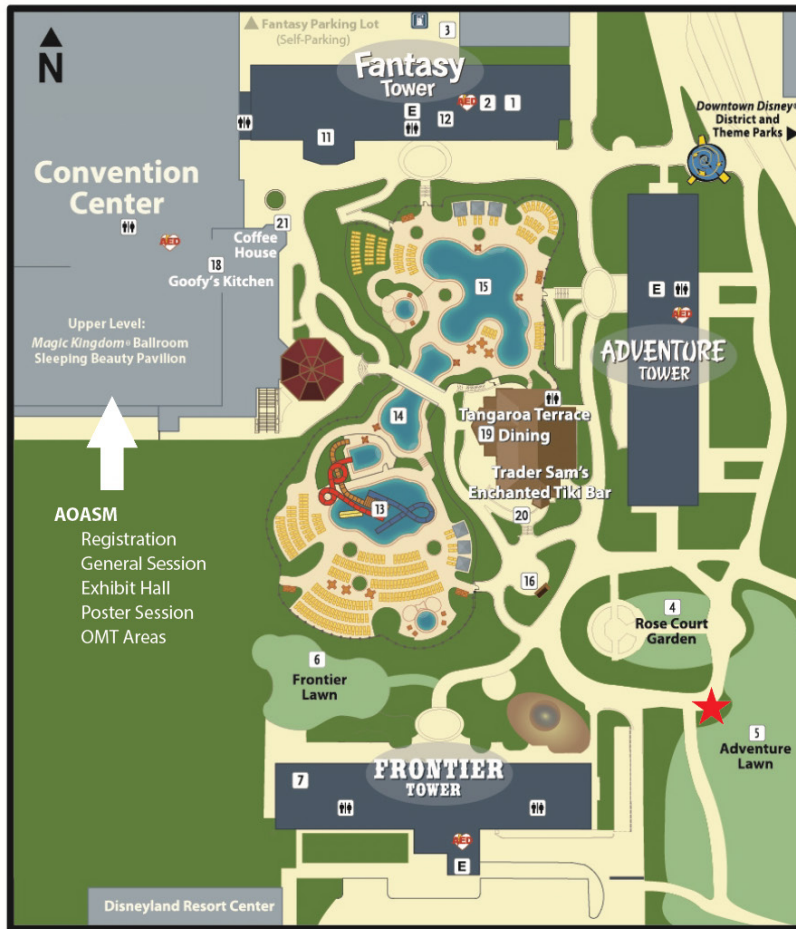 Fantasy Parking Lot
(Self-Parking)
3
N
Fantasy
Tower
AED
2
1
E
12
11
Downtown Disney®
District and
Theme Parks
Convention
Center
AED
21
Coffee
House
18
Goofy's Kitchen
15
E
AED
Upper Level:
Magic Kingdom® Ballroom
Sleeping Beauty Pavilion
ADVENTURE
TOWER
14
Tangaroa Terrace
19 Dining
Trader Sam's
Enchanted Tiki Bar
13
20
AOASM
Registration
General Session
Exhibit Hall
Poster Session
OMT Areas
16
4
Rose Court
Garden
6
Frontier
Lawn
5
Adventure
Lawn
7
FRONTIER
TOWER
AED
E
Disneyland Resort Center